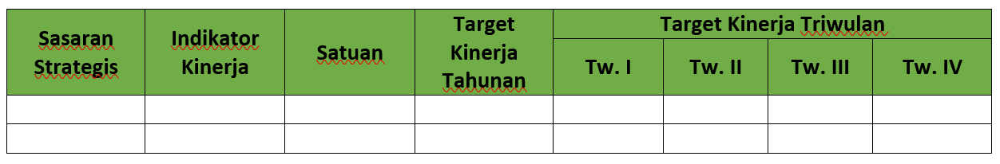 Sasaran
Strategis
Indikator
Kinerja
Satuan
Target
Kinerja
Tahunan
Target Kinerja Triwulan
Tw. I
Tw. II
Tw. III
Tw. IV